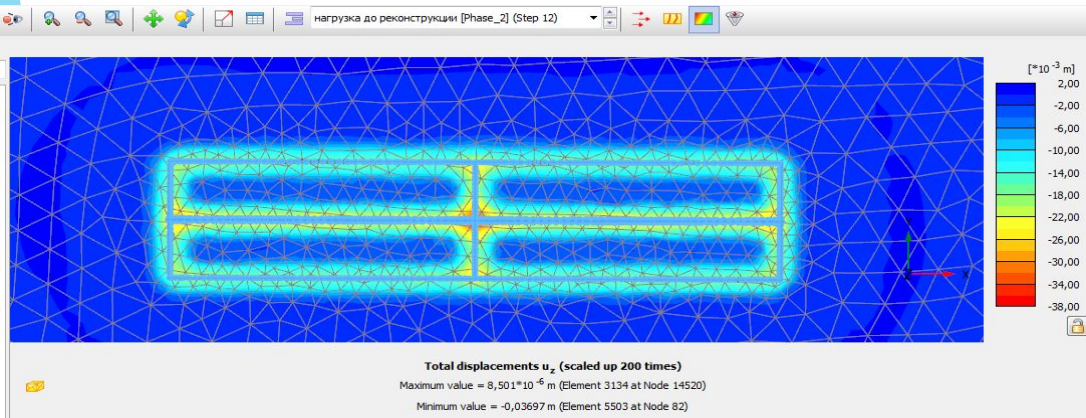 нагрузка до реконструкции [Phase_2] (Step 12)
[*10 -3 m]
2,00
-2,00
-6,00
-10,00
-14,00
-18,00
-22,00
-26,00
-30,00
-34,00
-38,00
x
Total displacements uz (scaled up 200 times)
Maximum value = 8,501*10 -6 m (Element 3134 at Node 14520)
Minimum value = -0,03697 m (Element 5503 at Node 82)